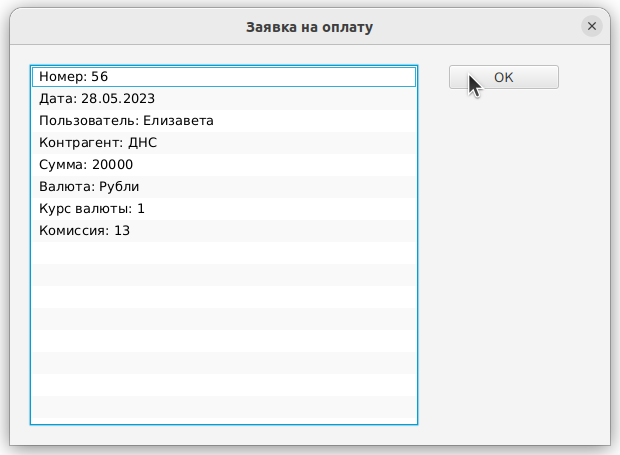 Заявка на оплату
Номер: 56
ОК
Дата: 28.05.2023
Пользователь: Елизавета
Контрагент: ДНС
Сумма: 20000
Валюта: Рубли
Курс валюты: 1
Комиссия: 13